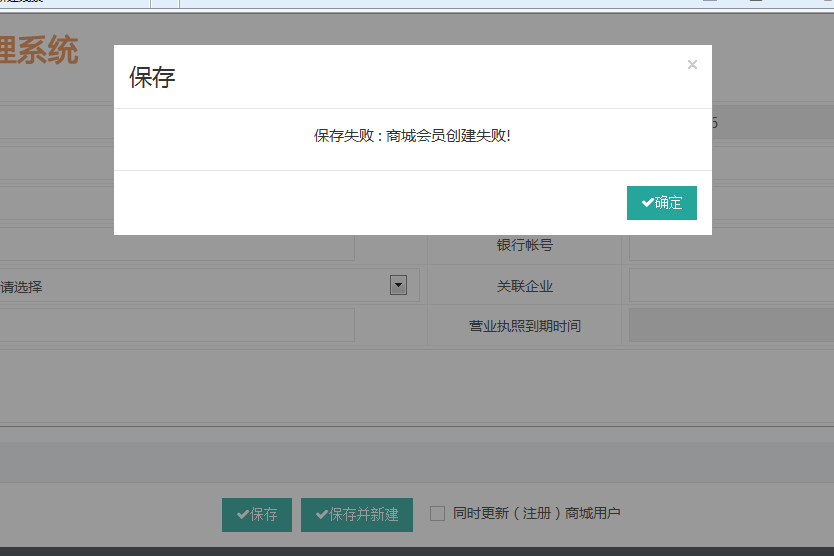 理系统
保存
×
5
保存失败 : 商城会员创建失败!
确定
银行帐号
请选择
关联企业
营业执照到期时间
保存
保存并新建
同时更新 ( 注册 ) 商城用户